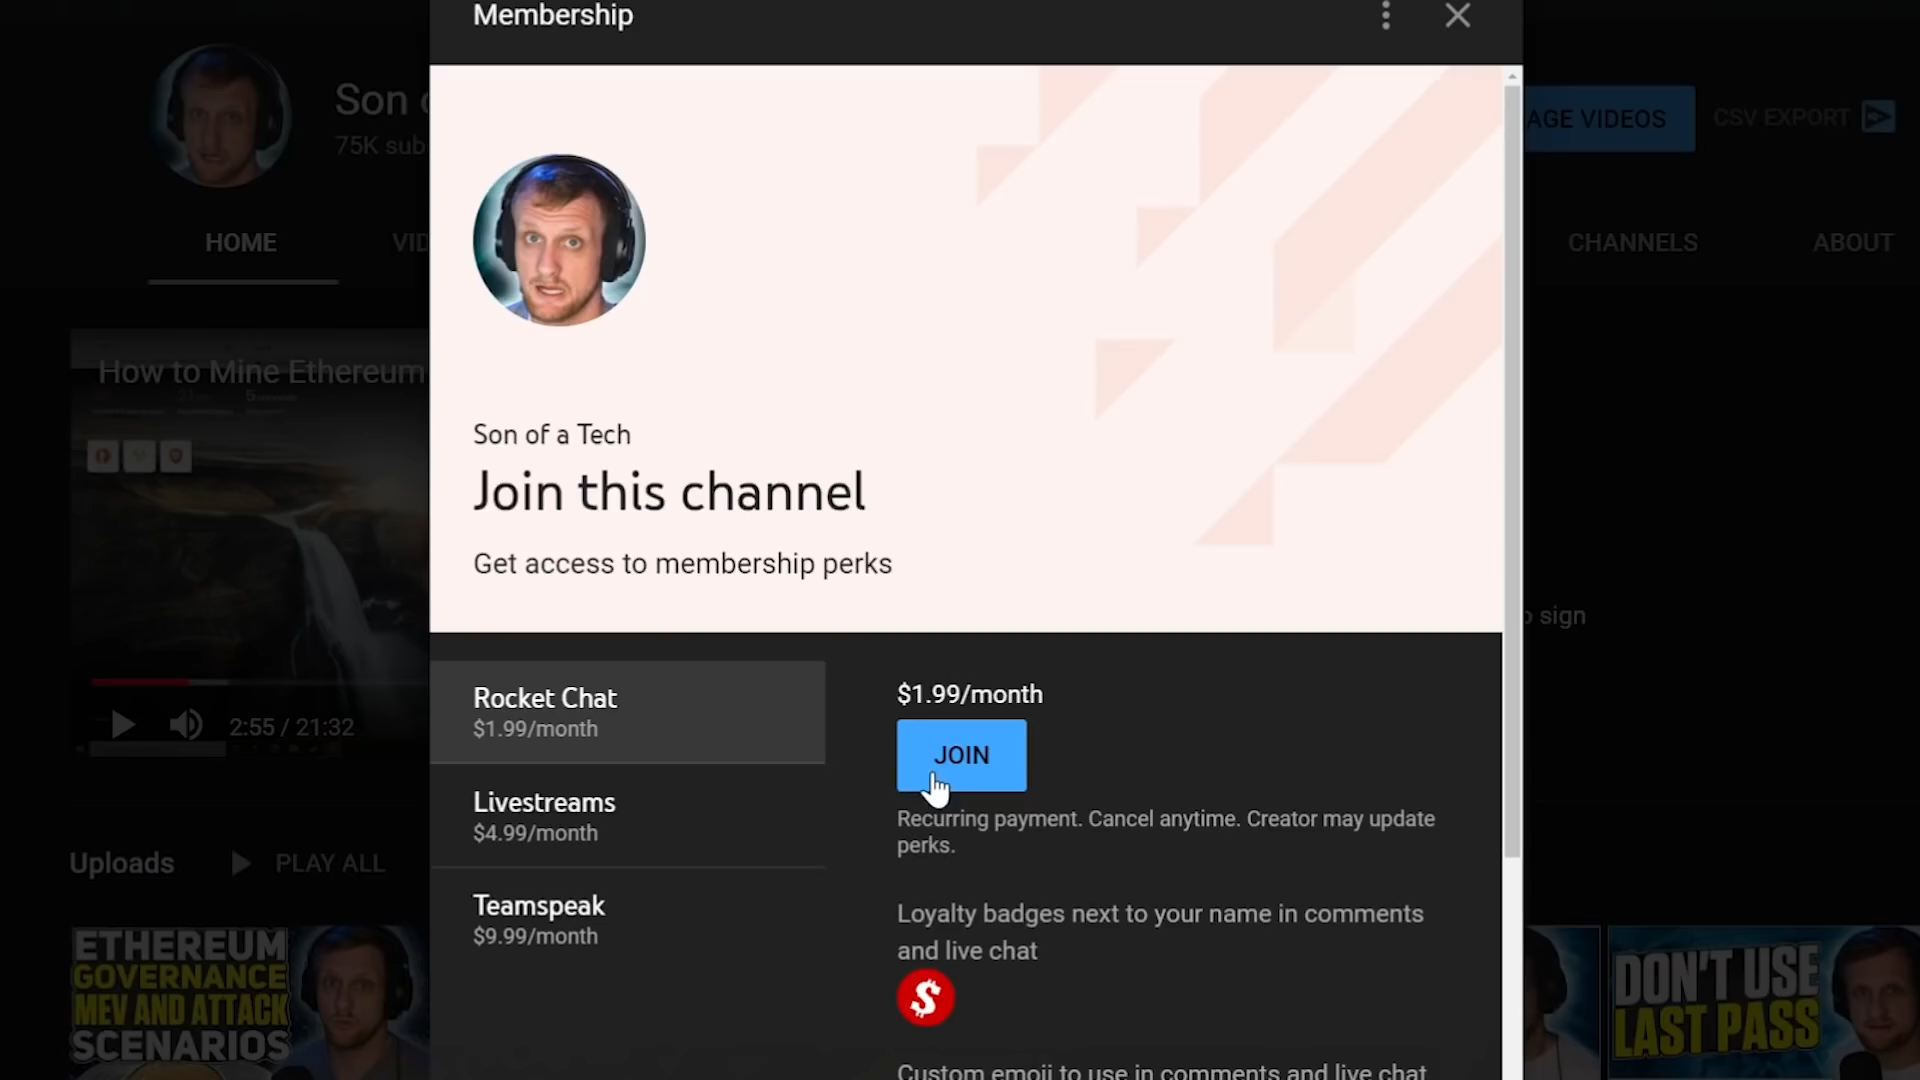 Membership
Son
75K sub
AGE VIDEOS
CSV EXPORT
HOME
VID
CHANNELS
ABOUT
How to Mine Ethereum
Son of a Tech
Join this channel
Get access to membership perks
sign
Rocket Chat
$1.99/month
Livestreams
$4.99/month
Teamspeak
$9.99/month
$1.99/month
JOIN
Recurring payment. Cancel anytime. Creator may update
perks.
Loyalty badges next to your name in comments
and live chat
$
Custom emoji to use in comments and live chat
2:55 / 21:32
Uploads
PLAY ALL
ETHEREUM
GOVERNANCE
MEV AND ATTACK
SCENARIOS
DON'T USE
LAST PASS